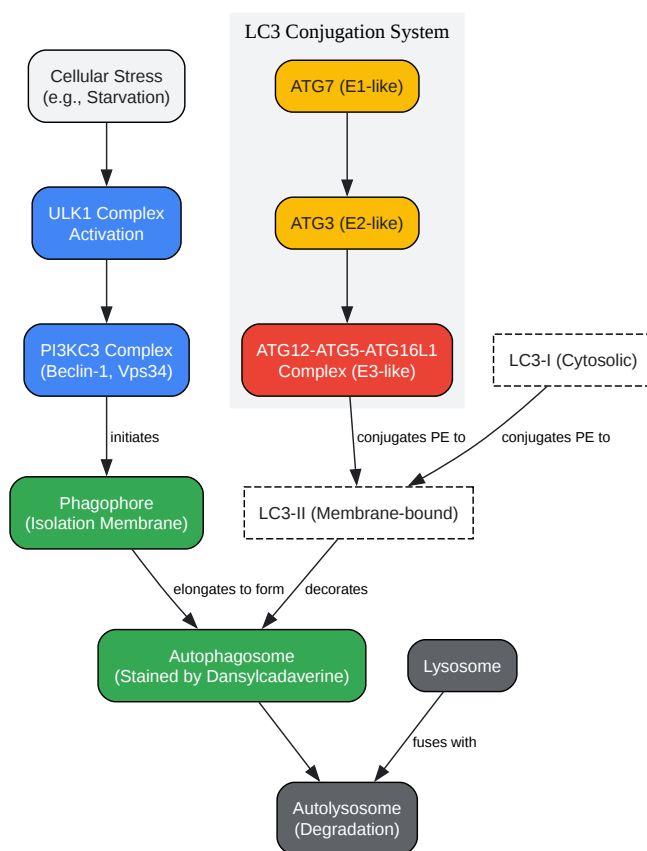 LC3 Conjugation System
Cellular Stress
(e.g., Starvation)
ATG7 (E1-like)
ULK1 Complex
Activation
ATG3 (E2-like)
PI3KC3 Complex
(Beclin-1, Vps34)
ATG12-ATG5-ATG16L1
Complex (E3-like)
LC3-I (Cytosolic)
initiates
conjugates PE to
conjugates PE to
Phagophore
(Isolation Membrane)
LC3-II (Membrane-bound)
elongates to form
decorates
Autophagosome
(Stained by Dansylcadaverine)
Lysosome
fuses with
Autolysosome
(Degradation)